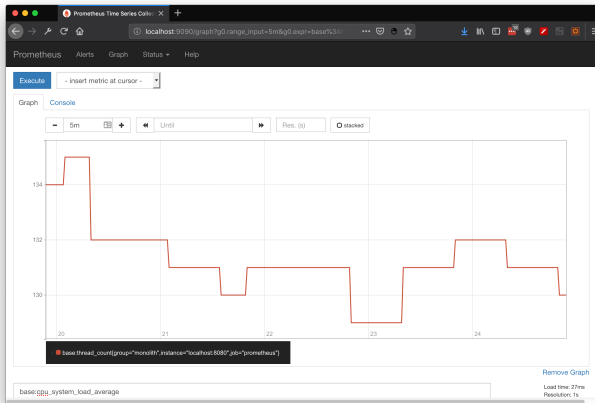 Prometheus Time Series Collec
localhost:9090/graph?g0.range_input=5m&g0.expr=base%3A
Prometheus Alerts Graph Status Help
Execute - insert metric at cursor -
Graph Console
- 5m + Until Res. (s) stacked
134
132
130
20 21 22 23 24
base:thread_count{group="monolith",instance="localhost:8080",job="prometheus"}
Remove Graph
base:cpu_system_load_average
Load time: 27ms
Resolution: 1s